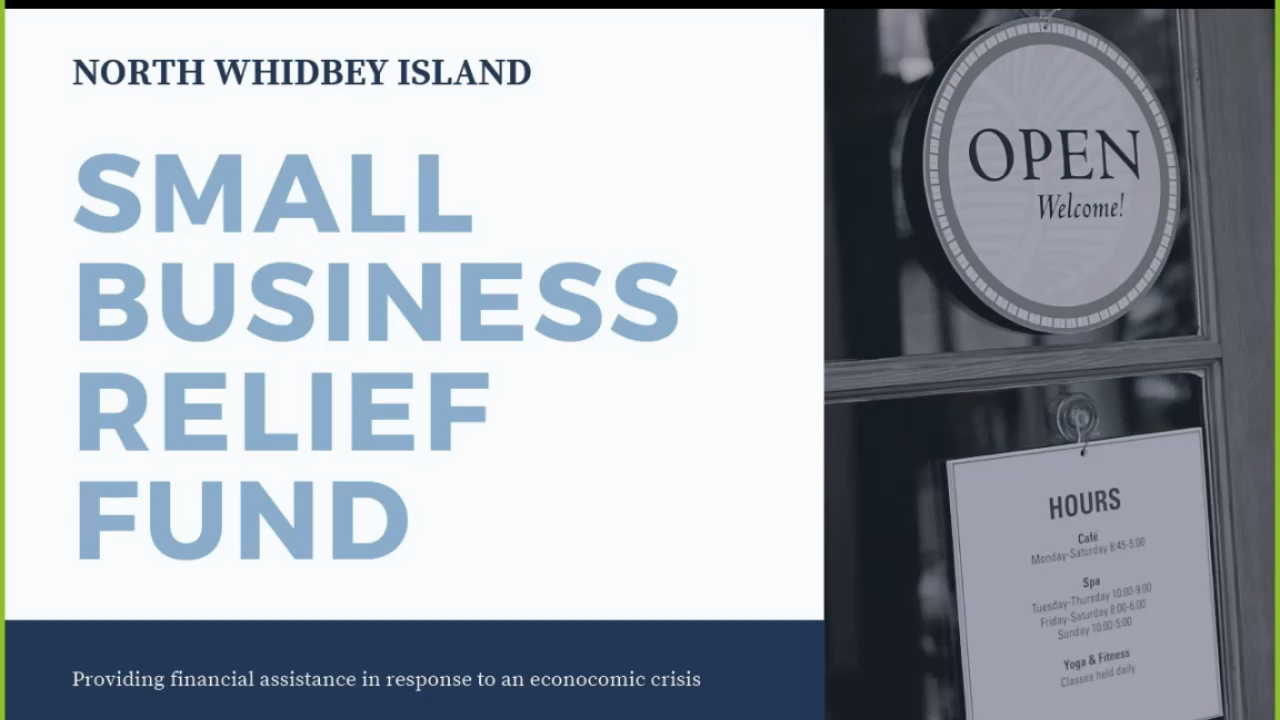 NORTH WHIDBEY ISLAND
SMALL
BUSINESS
RELIEF
FUND
Providing financial assistance in response to an econocomic crisis
OPEN
Welcome!
HOURS
Café
Monday-Saturday 8:45-5:00
Spa
Tuesday-Thursday 10:00-9:00
Friday-Saturday 8:00-6:00
Sunday 10:00-5:00
Yoga & Fitness
Classes held daily